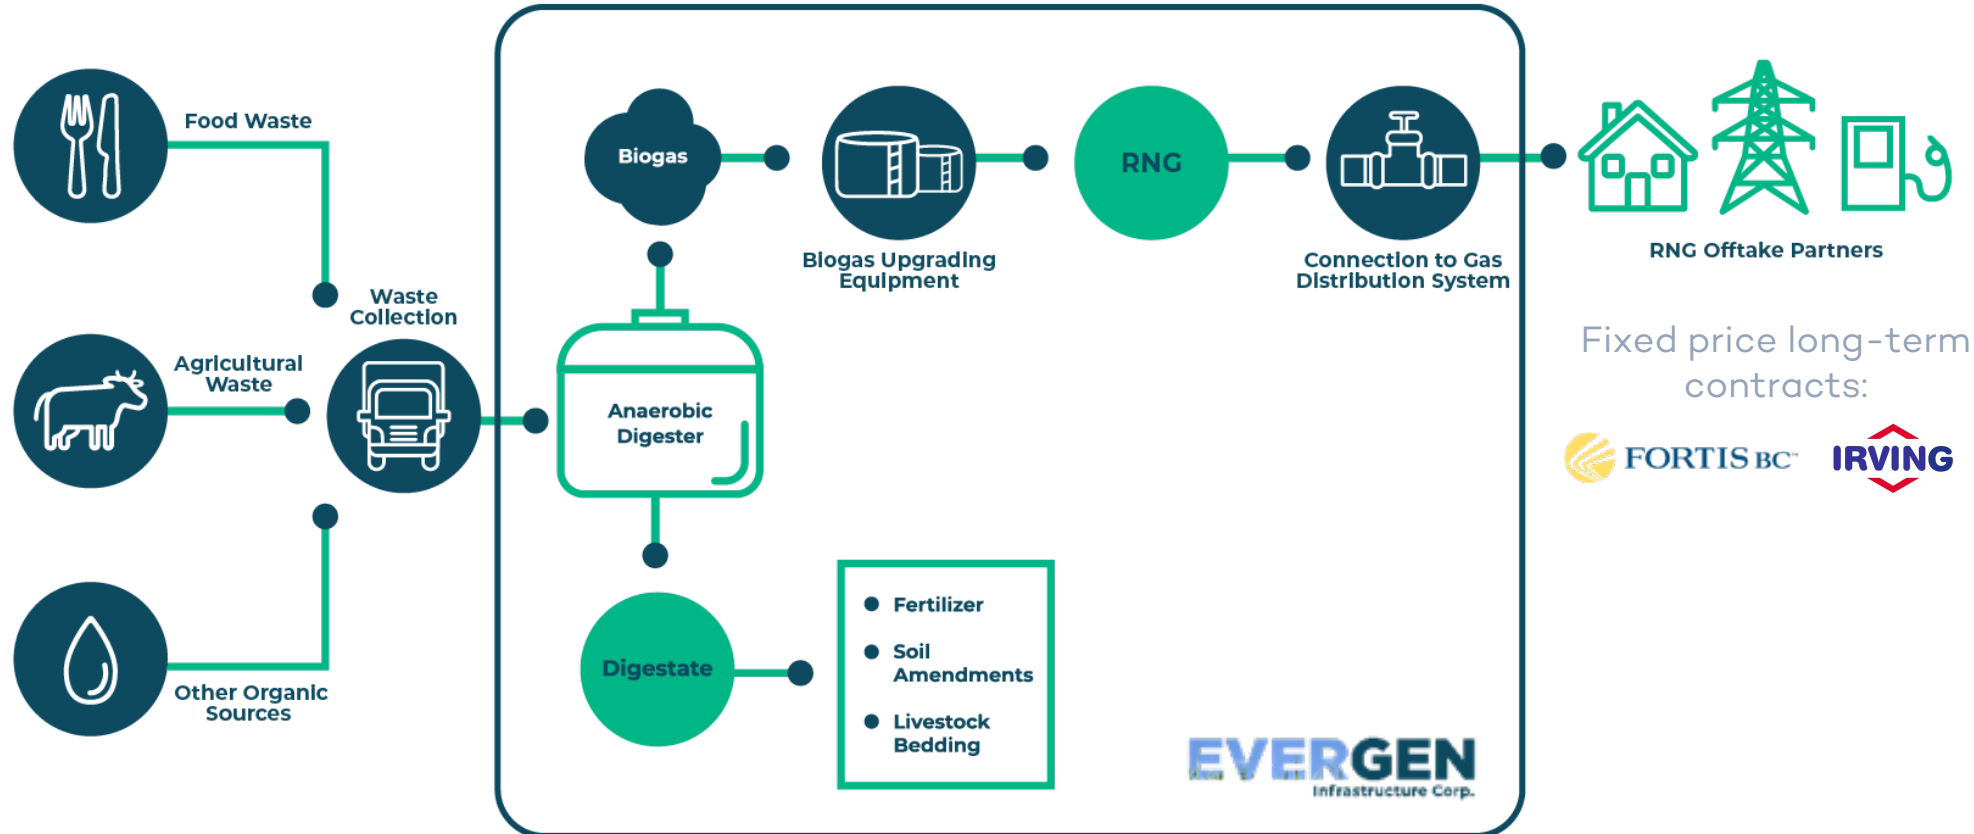 Food Waste
Agricultural
Waste
Other Organic
Sources
Waste
Collection
Anaerobic
Digester
Biogas
Biogas Upgrading
Equipment
RNG
Connection to Gas
Distribution System
RNG Offtake Partners
Fixed price long-term
contracts:
FORTIS BC™
IRVING
Digestate
Fertilizer
Soil
Amendments
Livestock
Bedding
EVERGEN
Infrastructure Corp.